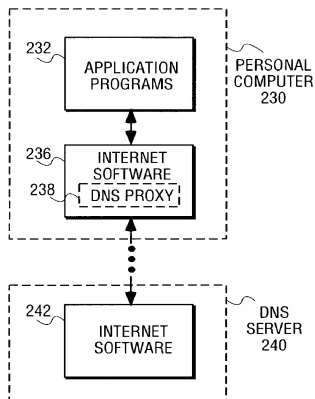 232
APPLICATION
PROGRAMS
PERSONAL
COMPUTER
230
236
INTERNET
SOFTWARE
238
DNS PROXY
242
INTERNET
SOFTWARE
DNS
SERVER
240